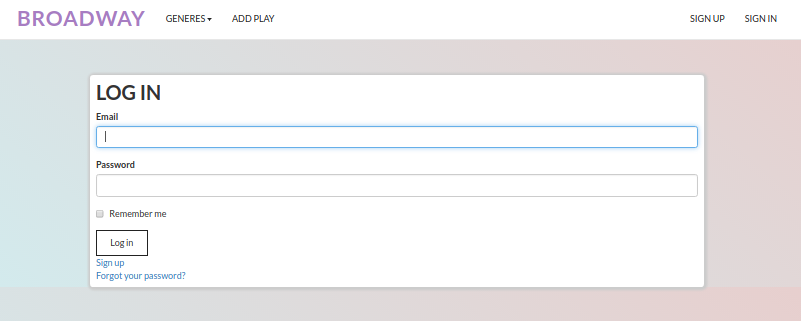 BROADWAY GENERES ADD PLAY SIGN UP SIGN IN
LOG IN
Email
Password
Remember me
Log in
Sign up
Forgot your password?